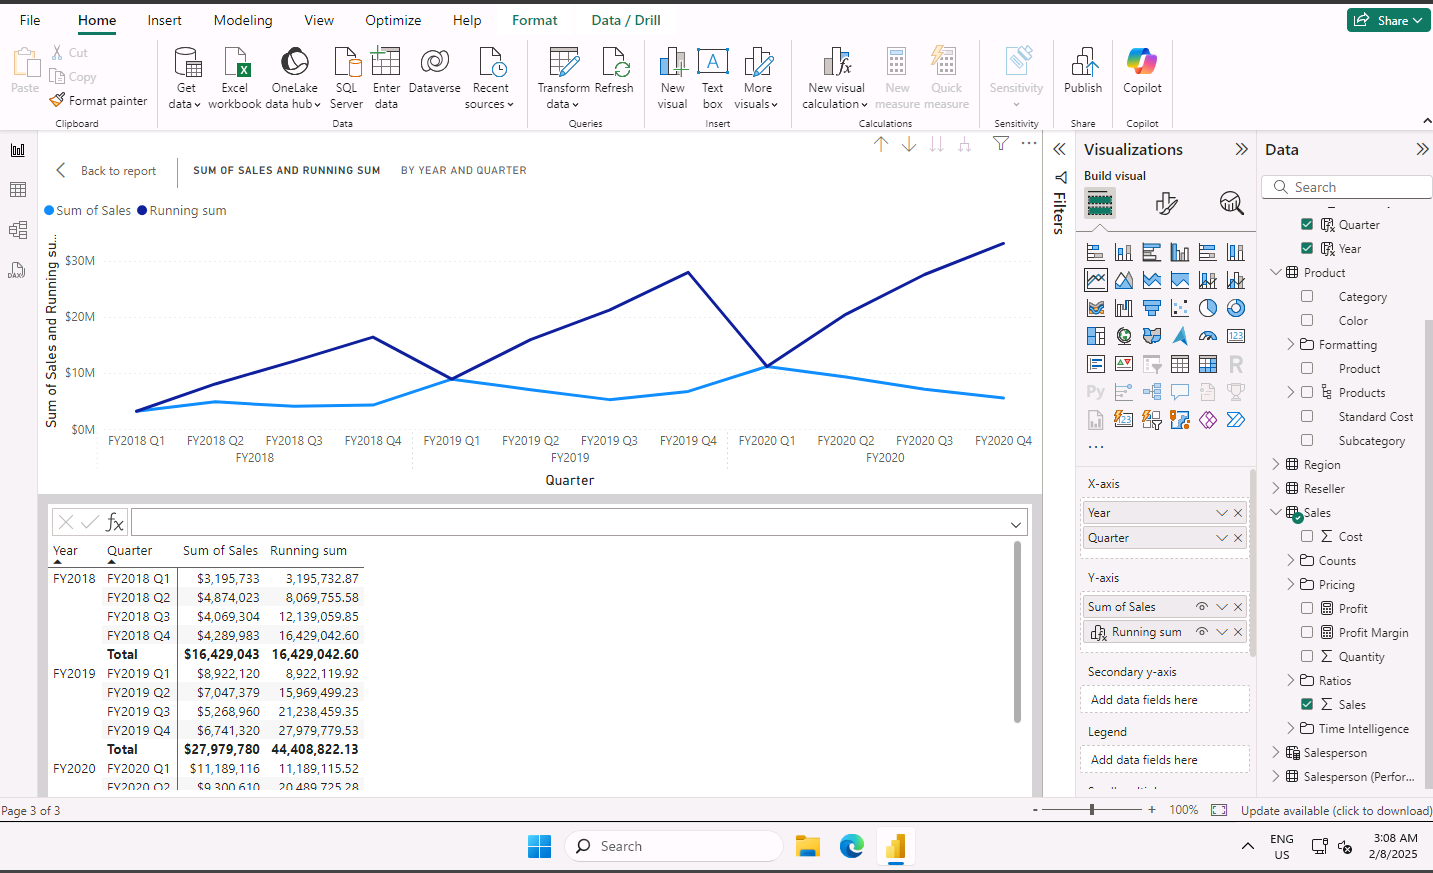 File Home Insert Modeling View Optimize Help Format Data / Drill Share
Paste
Cut
Copy
Format painter
Clipboard
Get data
Excel workbook
OneLake data hub
SQL Server
Enter data
Dataverse
Recent sources
Data
Transform data
Refresh
Queries
New visual
Text box
More visuals
Insert
New visual calculation
New measure
Quick measure
Calculations
Sensitivity
Sensitivity
Publish
Share
Copilot
Copilot
Back to report
SUM OF SALES AND RUNNING SUM BY YEAR AND QUARTER
Sum of Sales Running sum
Sum of Sales and Running su...
$30M
$20M
$10M
$0M
FY2018 Q1 FY2018 Q2 FY2018 Q3 FY2018 Q4 FY2019 Q1 FY2019 Q2 FY2019 Q3 FY2019 Q4 FY2020 Q1 FY2020 Q2 FY2020 Q3 FY2020 Q4
FY2018 FY2019 FY2020
Quarter
Year Quarter Sum of Sales Running sum
FY2018 FY2018 Q1 $3,195,733 3,195,732.87
FY2018 Q2 $4,874,023 8,069,755.58
FY2018 Q3 $4,069,304 12,139,059.85
FY2018 Q4 $4,289,983 16,429,042.60
Total $16,429,043 16,429,042.60
FY2019 FY2019 Q1 $8,922,120 8,922,119.92
FY2019 Q2 $7,047,379 15,969,499.23
FY2019 Q3 $5,268,960 21,238,459.35
FY2019 Q4 $6,741,320 27,979,779.53
Total $27,979,780 44,408,822.13
FY2020 FY2020 Q1 $11,189,116 11,189,115.52
FY2020 Q2 $9,300,610 20,489,725.28
Filters
Visualizations
Build visual
123
R
Py
X-axis
Year
Quarter
Y-axis
Sum of Sales
Running sum
Secondary y-axis
Add data fields here
Legend
Add data fields here
Data
Search
Quarter
Year
Product
Category
Color
Formatting
Product
Products
Standard Cost
Subcategory
Region
Reseller
Sales
Cost
Counts
Pricing
Profit
Profit Margin
Quantity
Ratios
Sales
Time Intelligence
Salesperson
Salesperson (Perfor...
Page 3 of 3
- + 100% Update available (click to download)
Search
ENG
US
3:08 AM
2/8/2025